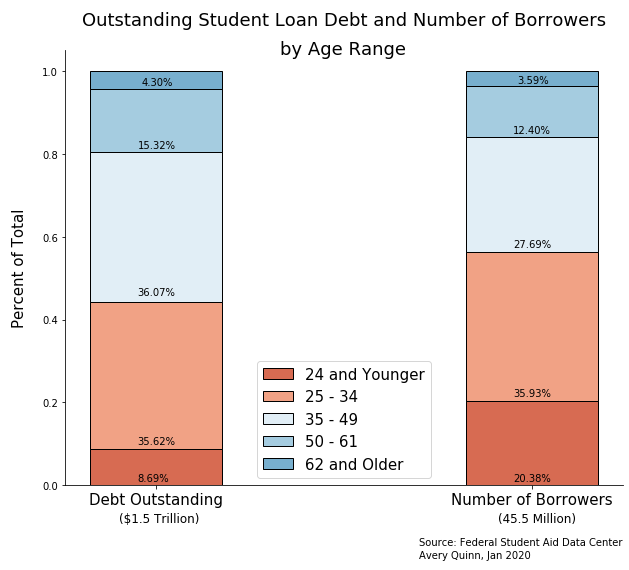 Outstanding Student Loan Debt and Number of Borrowers
by Age Range
Percent of Total
1.0
0.8
0.6
0.4
0.2
0.0
4.30%
15.32%
36.07%
35.62%
8.69%
3.59%
12.40%
27.69%
35.93%
20.38%
24 and Younger
25 - 34
35 - 49
50 - 61
62 and Older
Debt Outstanding
($1.5 Trillion)
Number of Borrowers
(45.5 Million)
Source: Federal Student Aid Data Center
Avery Quinn, Jan 2020